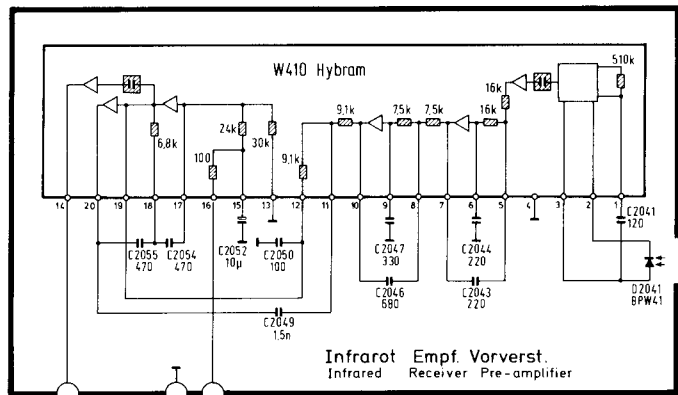 W410 Hybram
510k
16k
9,1k
7,5k
7,5k
16k
24k
30k
6,8k
100
9,1k
14
20
19
18
17
16
15
13
12
11
10
9
8
7
6
5
4
3
2
1
C2041
120
C2055
470
C2054
470
C2052
10µ
C2050
100
C2047
330
C2044
220
C2046
680
C2043
220
D2041
BPW41
C2049
1,5n
Infrarot Empf. Vorverst.
Infrared Receiver Pre-amplifier